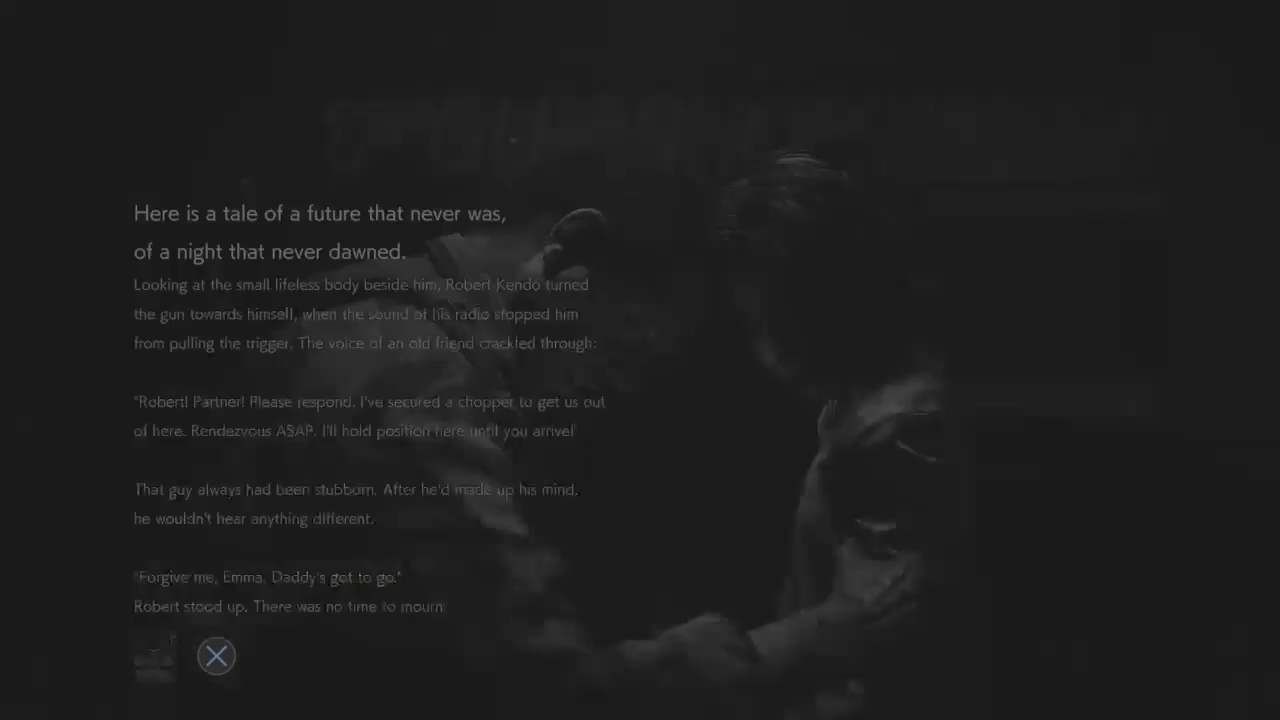 Here is a tale of a future that never was,
of a night that never dawned.
Looking at the small lifeless body beside him, Robert Kendo turned
the gun towards himself, when the sound of his radio stopped him
from pulling the trigger. The voice of an old friend crackled through:
"Robert! Partner! Please respond. I've secured a chopper to get us out
of here. Rendezvous ASAP. I'll hold position here until you arrive!"
That guy always had been stubborn. After he'd made up his mind,
he wouldn't hear anything different.
"Forgive me, Emma. Daddy's got to go."
Robert stood up. There was no time to mourn.